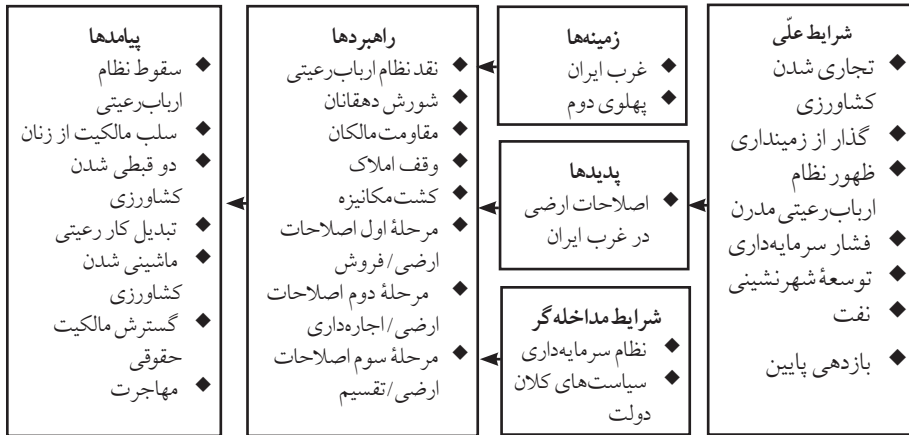 شرایط علّی
◆ تجاری شدن
کشاورزی
◆ گذار از زمینداری
◆ ظهور نظام
ارباب‌رعیتی مدرن
◆ فشار سرمایه‌داری
◆ توسعهٔ شهرنشینی
◆ نفت
◆ بازدهی پایین
زمینه‌ها
◆ غرب ایران
◆ پهلوی دوم
پدیدها
◆ اصلاحات ارضی
در غرب ایران
شرایط مداخله‌گر
◆ نظام سرمایه‌داری
◆ سیاست‌های کلان
دولت
راهبردها
◆ نقد نظام ارباب‌رعیتی
◆ شورش دهقانان
◆ مقاومت مالکان
◆ وقف املاک
◆ کشت مکانیزه
◆ مرحلهٔ اول اصلاحات
ارضی/فروش
◆ مرحلهٔ دوم اصلاحات
ارضی/اجاره‌داری
◆ مرحلهٔ سوم اصلاحات
ارضی/تقسیم
پیامدها
◆ سقوط نظام
ارباب‌رعیتی
◆ سلب مالکیت از زنان
◆ دو قبطی شدن
کشاورزی
◆ تبدیل کار رعیتی
◆ ماشینی شدن
کشاورزی
◆ گسترش مالکیت
حقوقی
◆ مهاجرت